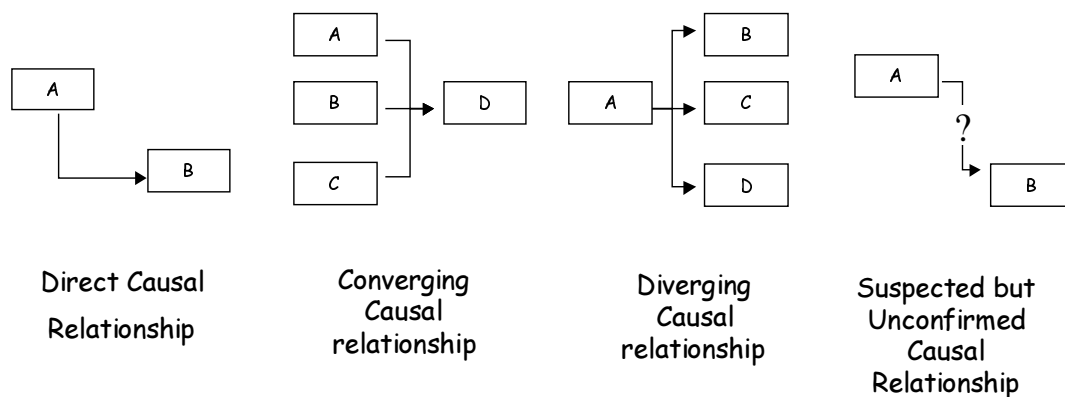 A
B
Direct Causal
Relationship
A
B
C
D
Converging
Causal
relationship
A
B
C
D
Diverging
Causal
relationship
A
?
B
Suspected but
Unconfirmed
Causal
Relationship